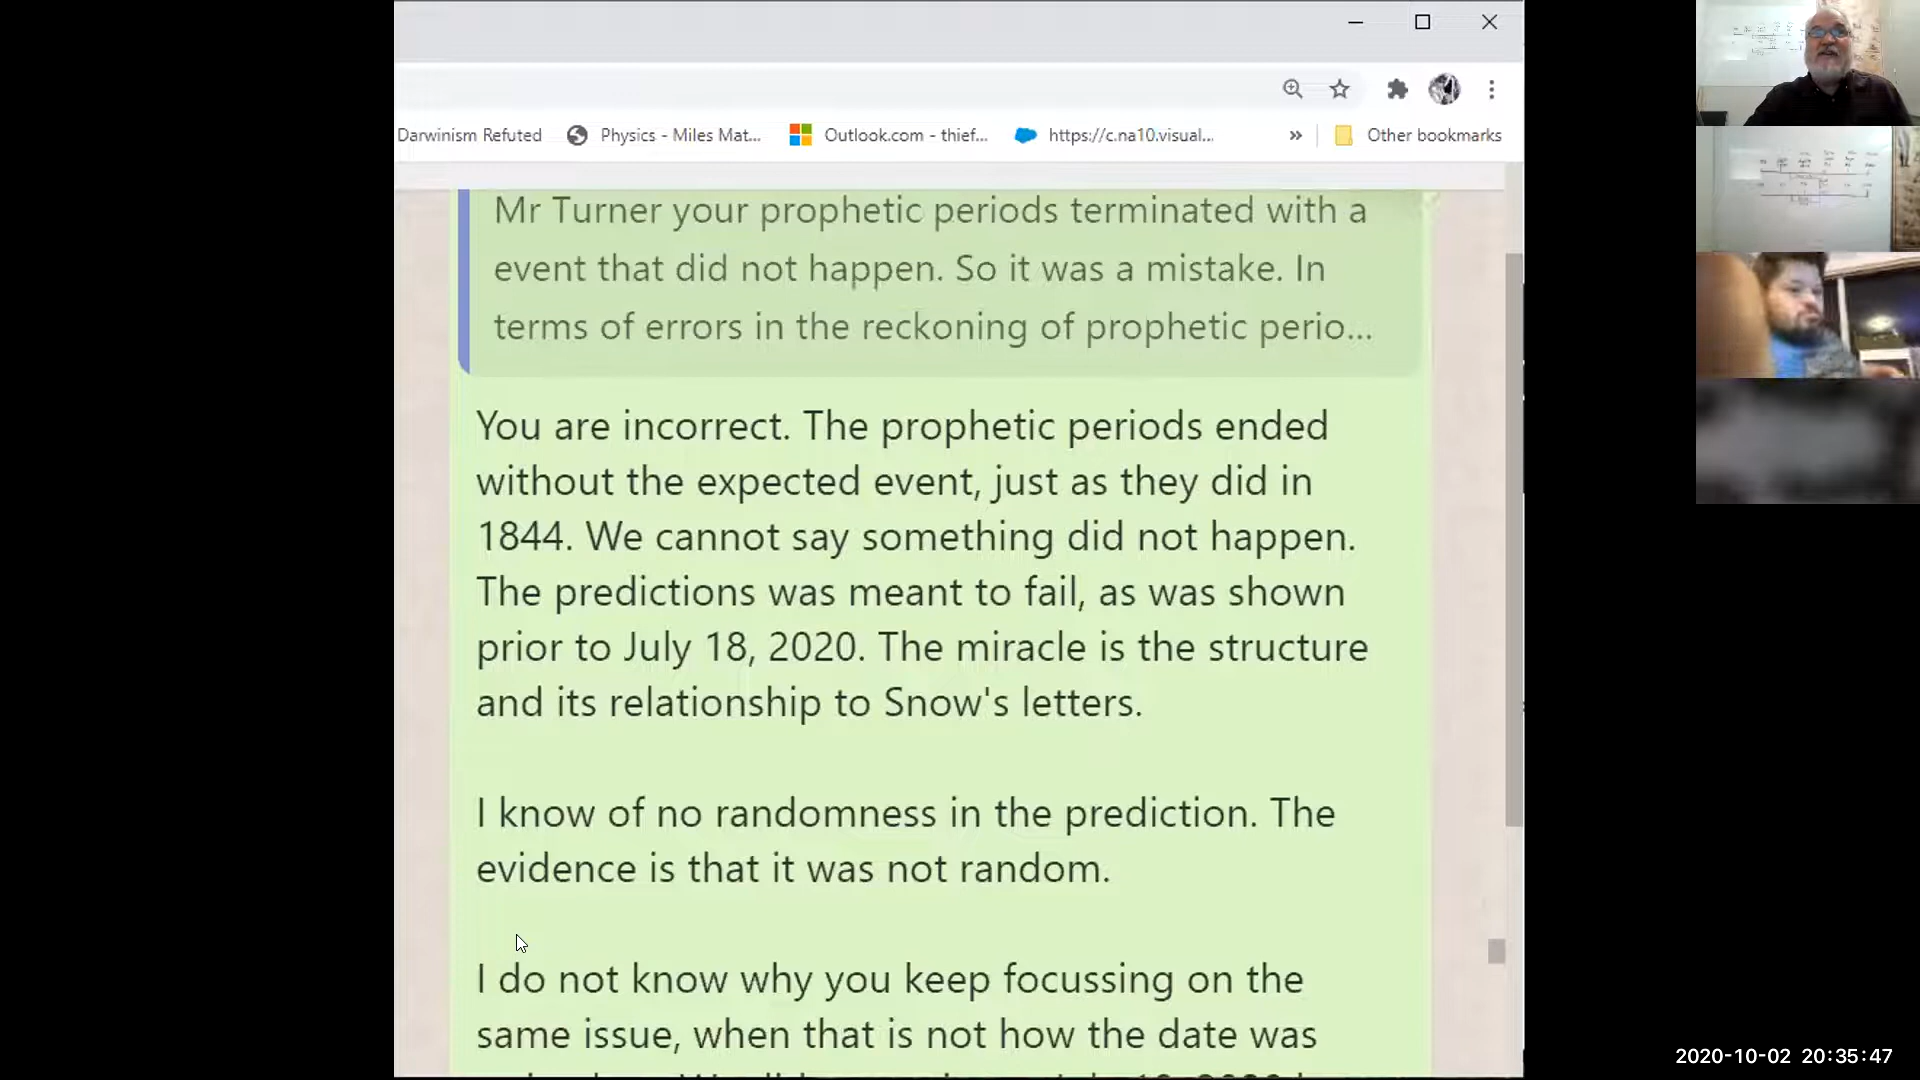 Darwinism Refuted Physics - Miles Mat... Outlook.com - thief... https://c.na10.visual... » Other bookmarks
Mr Turner your prophetic periods terminated with a
event that did not happen. So it was a mistake. In
terms of errors in the reckoning of prophetic perio...
You are incorrect. The prophetic periods ended
without the expected event, just as they did in
1844. We cannot say something did not happen.
The predictions was meant to fail, as was shown
prior to July 18, 2020. The miracle is the structure
and its relationship to Snow's letters.
I know of no randomness in the prediction. The
evidence is that it was not random.
I do not know why you keep focussing on the
same issue, when that is not how the date was
2020-10-02 20:35:47